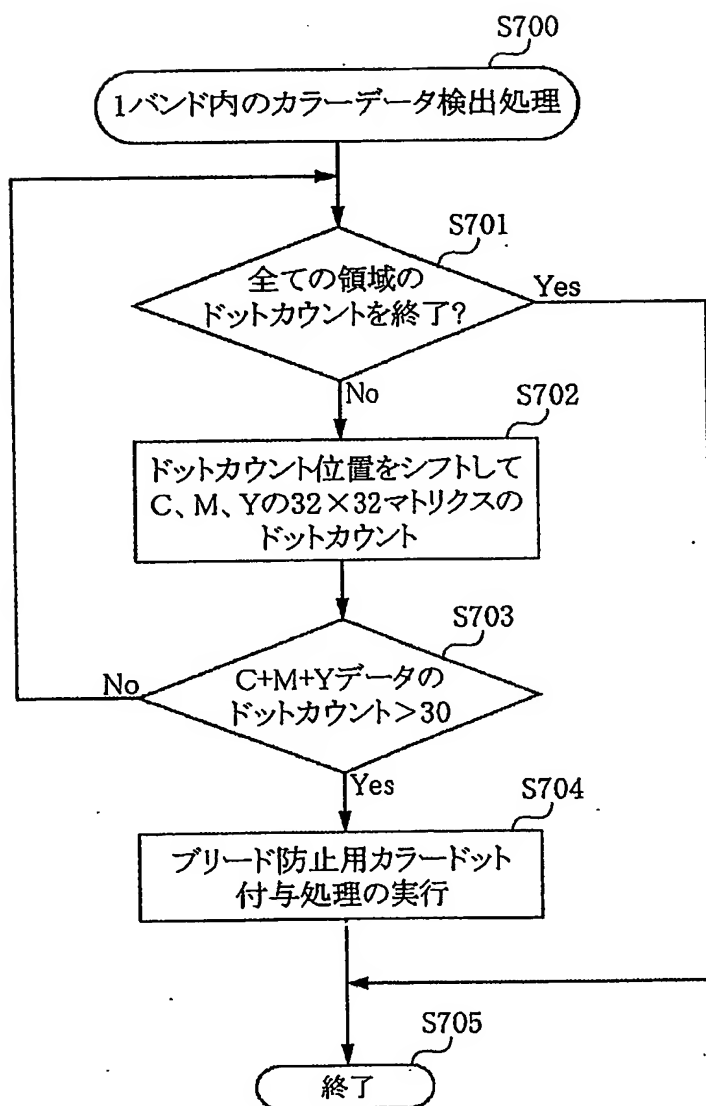 S700
1バンド内のカラーデータ検出処理
S701
全ての領域の
ドットカウントを終了?
Yes
No
S702
ドットカウント位置をシフトして
C、M、Yの32×32マトリクスの
ドットカウント
S703
No
C+M+Yデータの
ドットカウント>30
Yes
S704
ブリード防止用カラードット
付与処理の実行
S705
終了